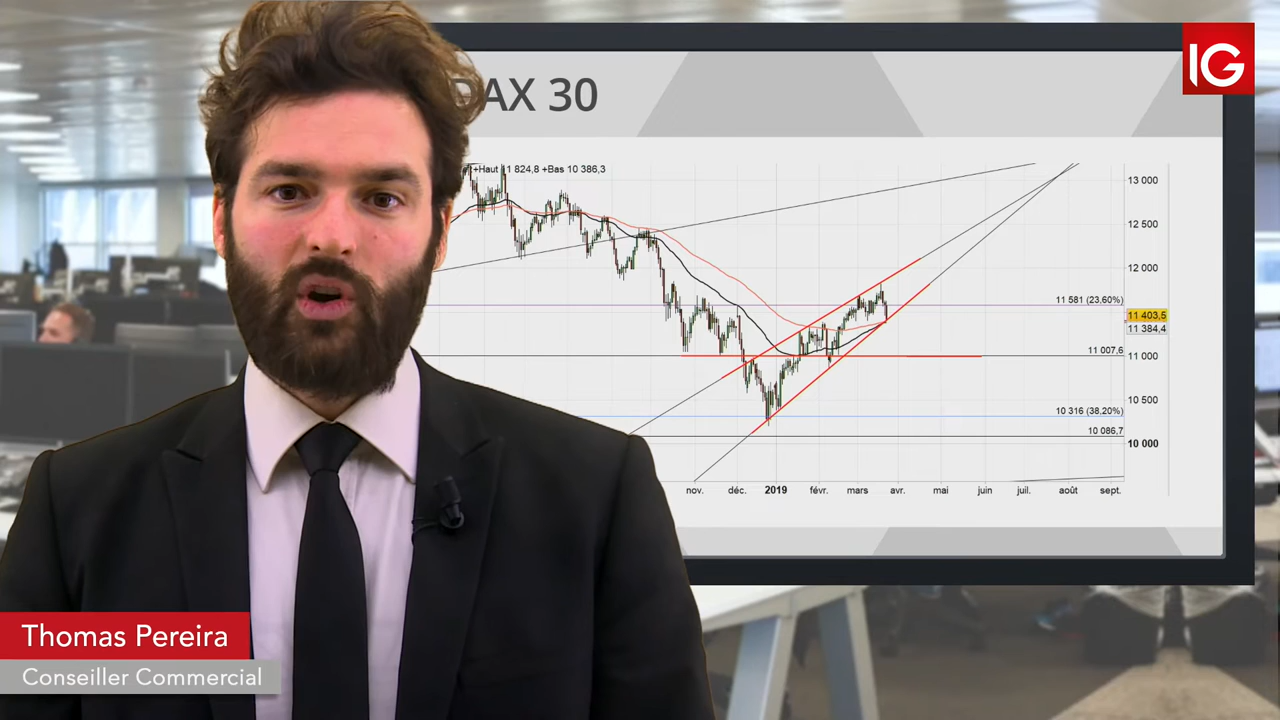 IG
DAX 30
+Haut 11 824,8 +Bas 10 386,3
13 000
12 500
12 000
11 581 (23,60%)
11 403,5
11 384,4
11 007,6
11 000
10 500
10 316 (38,20%)
10 086,7
10 000
nov. déc. 2019 févr. mars avr. mai juin juil. août sept.
Thomas Pereira
Conseiller Commercial